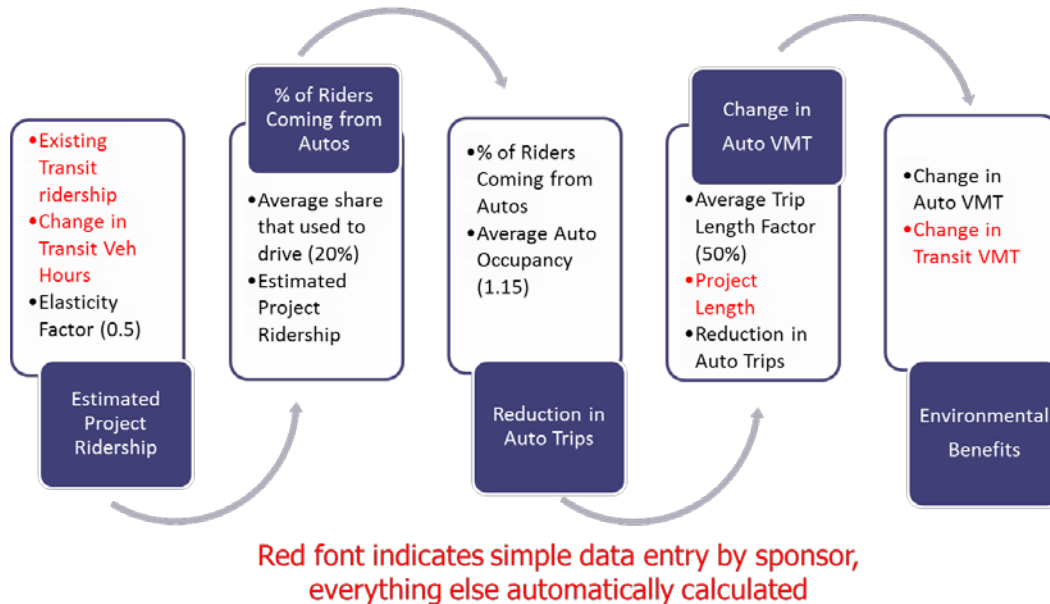 •Existing
Transit
ridership
•Change in
Transit Veh
Hours
•Elasticity
Factor (0.5)
Estimated
Project
Ridership
% of Riders
Coming from
Autos
•Average share
that used to
drive (20%)
•Estimated
Project
Ridership
•% of Riders
Coming from
Autos
•Average Auto
Occupancy
(1.15)
Reduction in
Auto Trips
Change in
Auto VMT
•Average Trip
Length Factor
(50%)
•Project
Length
•Reduction in
Auto Trips
•Change in
Auto VMT
•Change in
Transit VMT
Environmental
Benefits
Red font indicates simple data entry by sponsor,
everything else automatically calculated